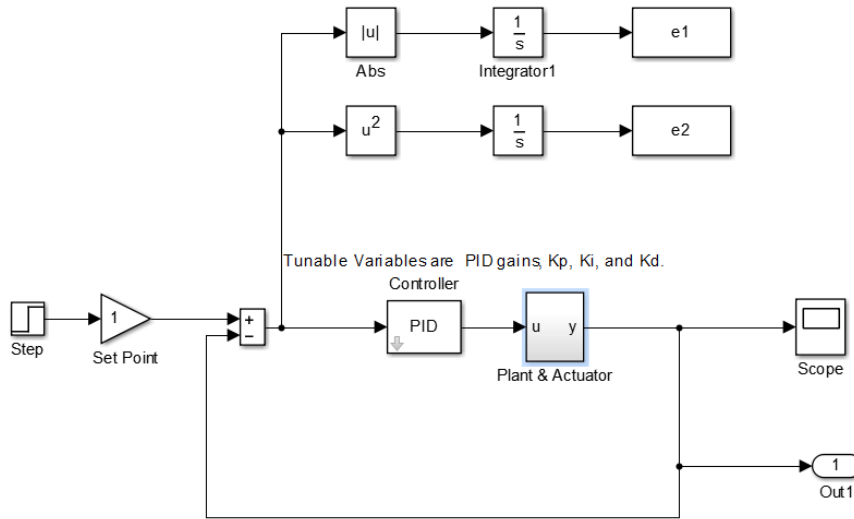 |u|
Abs
1
s
Integrator1
e1
u2
1
s
e2
Tunable Variables are PID gains, Kp, Ki, and Kd.
Controller
Step
1
Set Point
+
−
PID
u y
Plant & Actuator
Scope
1
Out1